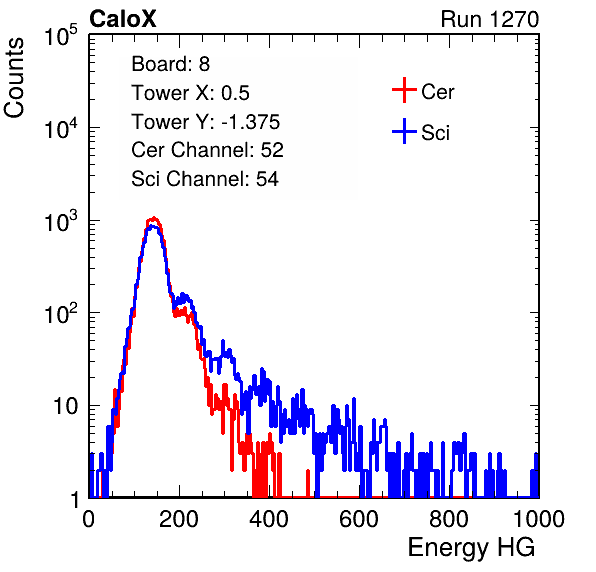 CaloX Run 1270
Counts
10^5
10^4
10^3
10^2
10
1
Board: 8
Tower X: 0.5
Tower Y: -1.375
Cer Channel: 52
Sci Channel: 54
Cer
Sci
0 200 400 600 800 1000
Energy HG